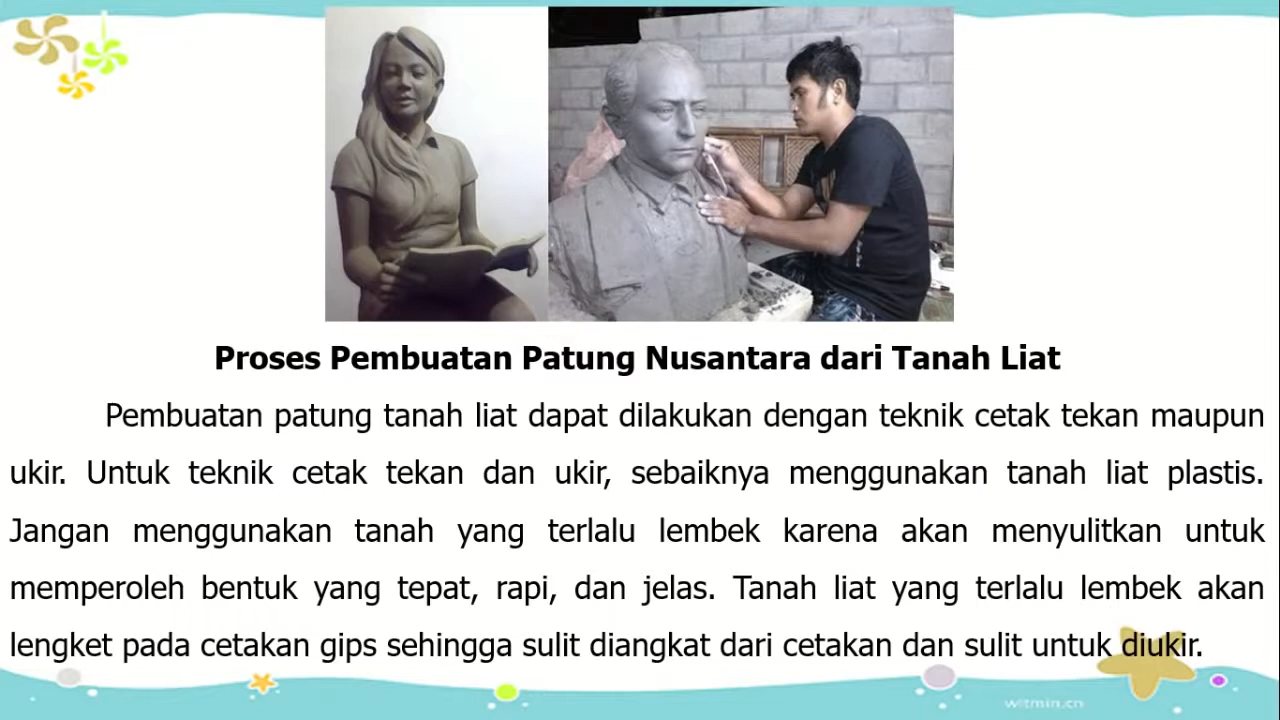 Proses Pembuatan Patung Nusantara dari Tanah Liat
Pembuatan patung tanah liat dapat dilakukan dengan teknik cetak tekan maupun
ukir. Untuk teknik cetak tekan dan ukir, sebaiknya menggunakan tanah liat plastis.
Jangan menggunakan tanah yang terlalu lembek karena akan menyulitkan untuk
memperoleh bentuk yang tepat, rapi, dan jelas. Tanah liat yang terlalu lembek akan
lengket pada cetakan gips sehingga sulit diangkat dari cetakan dan sulit untuk diukir.
witmin.cn